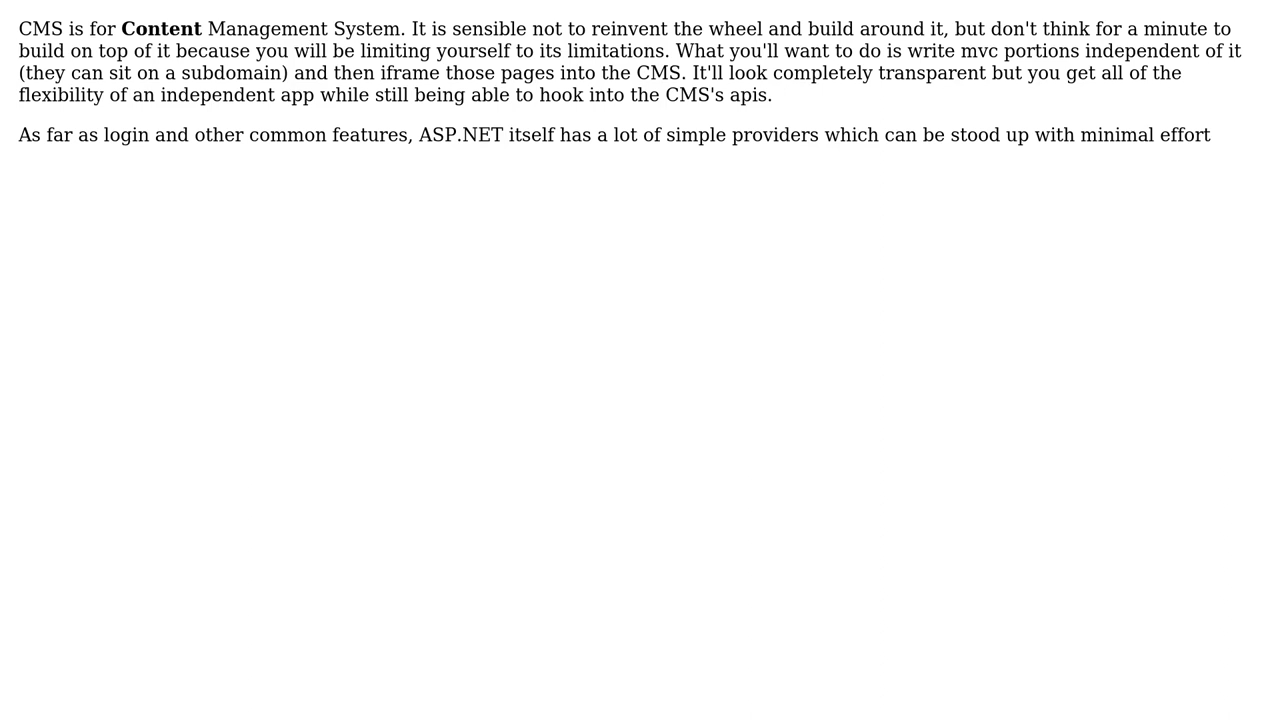 CMS is for Content Management System. It is sensible not to reinvent the wheel and build around it, but don't think for a minute to
build on top of it because you will be limiting yourself to its limitations. What you'll want to do is write mvc portions independent of it
(they can sit on a subdomain) and then iframe those pages into the CMS. It'll look completely transparent but you get all of the
flexibility of an independent app while still being able to hook into the CMS's apis.
As far as login and other common features, ASP.NET itself has a lot of simple providers which can be stood up with minimal effort